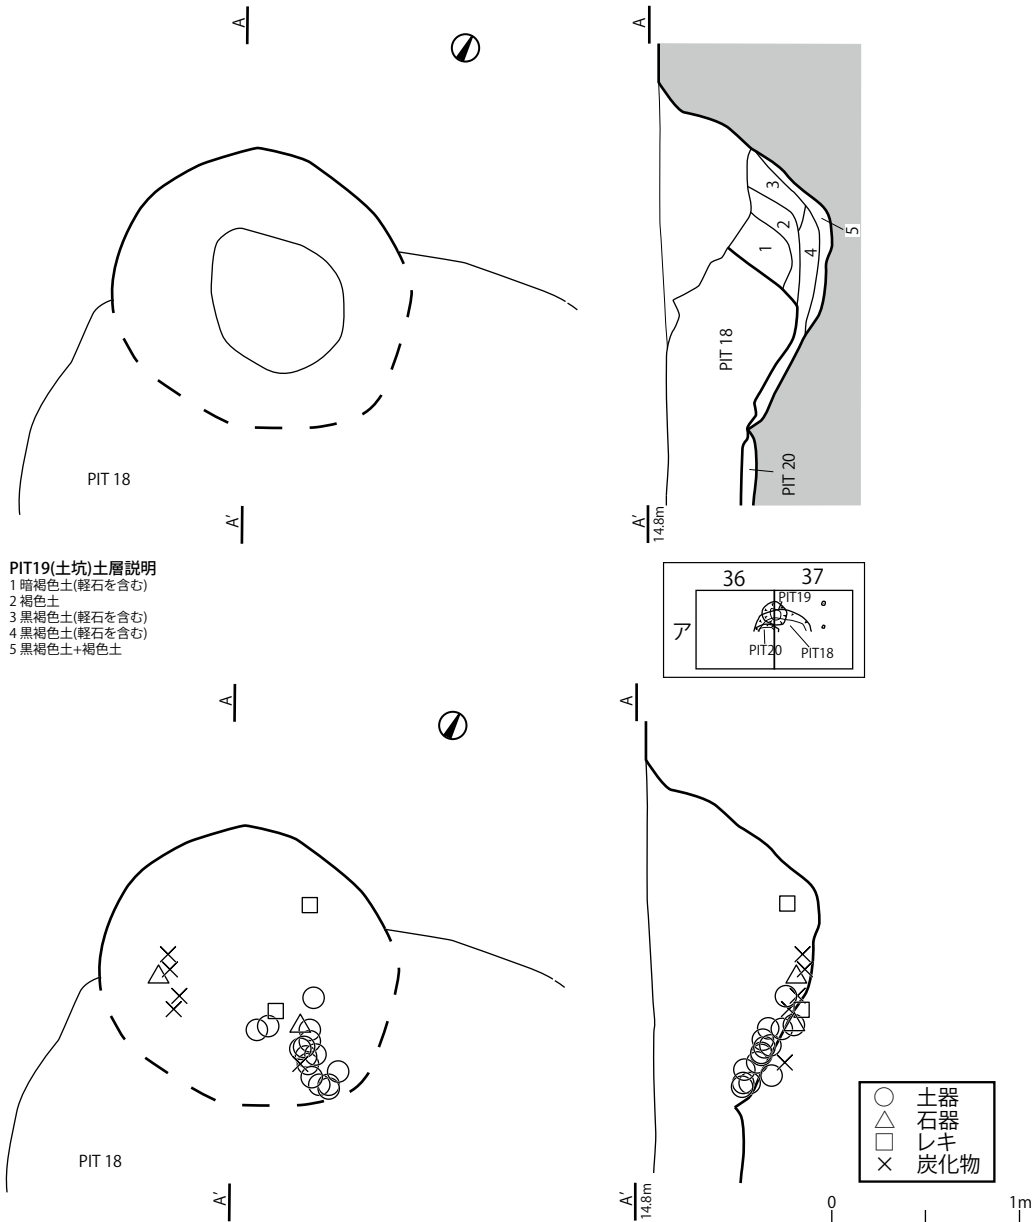 A
A
3
2
5
1
4
PIT 18
PIT 18
PIT 20
A′
A′
14.8m
PIT19(土坑)土層説明
1 暗褐色土(軽石を含む)
2 褐色土
3 黒褐色土(軽石を含む)
4 黒褐色土(軽石を含む)
5 黒褐色土+褐色土
36 37
PIT19
ア
PIT20
PIT18
A
A
土器
石器
レキ
炭化物
PIT 18
A′
A′
14.8m
0 1m